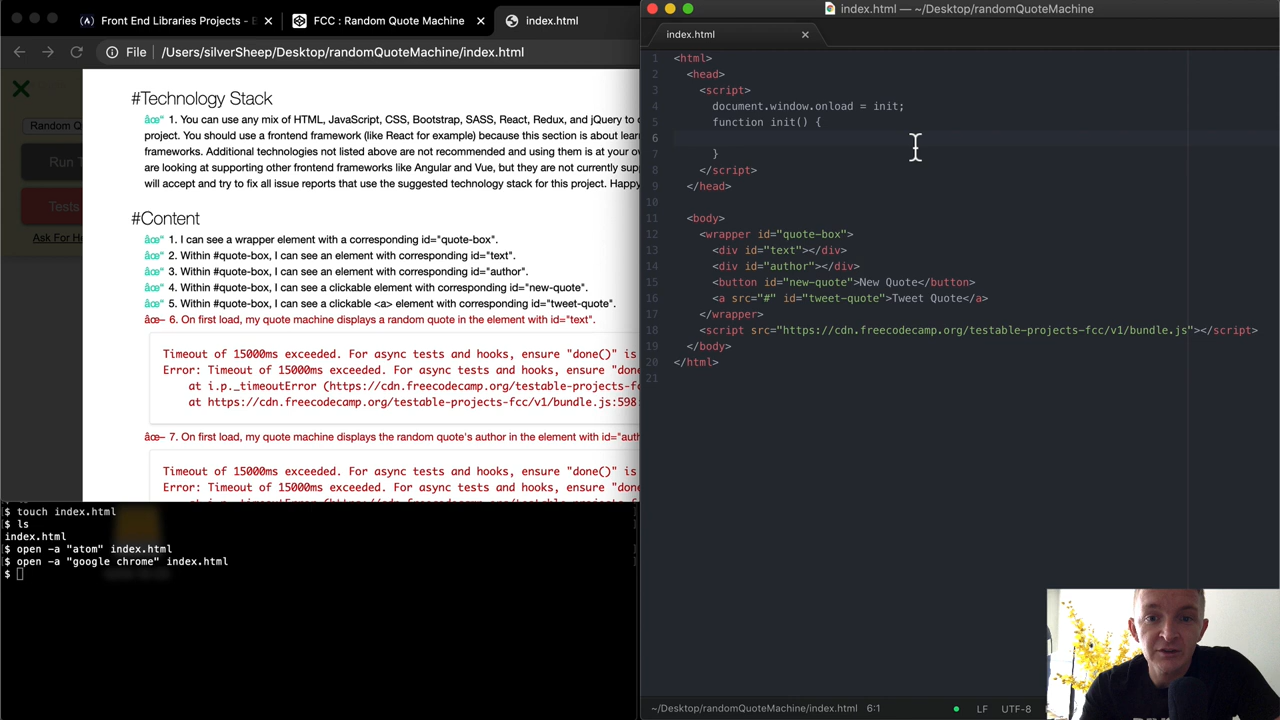 Front End Libraries Projects - E
FCC : Random Quote Machine
index.html
File
/Users/silverSheep/Desktop/randomQuoteMachine/index.html
Random Q
Run T
Tests
Ask For He
#Technology Stack
âœ" 1. You can use any mix of HTML, JavaScript, CSS, Bootstrap, SASS, React, Redux, and jQuery to c
project. You should use a frontend framework (like React for example) because this section is about lear
frameworks. Additional technologies not listed above are not recommended and using them is at your ow
are looking at supporting other frontend frameworks like Angular and Vue, but they are not currently supp
will accept and try to fix all issue reports that use the suggested technology stack for this project. Happy
#Content
âœ" 1. I can see a wrapper element with a corresponding id="quote-box".
âœ" 2. Within #quote-box, I can see an element with corresponding id="text".
âœ" 3. Within #quote-box, I can see an element with corresponding id="author".
âœ" 4. Within #quote-box, I can see a clickable element with corresponding id="new-quote".
âœ" 5. Within #quote-box, I can see a clickable <a> element with corresponding id="tweet-quote".
âœ– 6. On first load, my quote machine displays a random quote in the element with id="text".
Timeout of 15000ms exceeded. For async tests and hooks, ensure "done()" is
Error: Timeout of 15000ms exceeded. For async tests and hooks, ensure "done()" is
at i.p._timeoutError (https://cdn.freecodecamp.org/testable-projects-fc
at https://cdn.freecodecamp.org/testable-projects-fcc/v1/bundle.js:598:
âœ– 7. On first load, my quote machine displays the random quote's author in the element with id="auth
Timeout of 15000ms exceeded. For async tests and hooks, ensure "done()" is
Error: Timeout of 15000ms exceeded. For async tests and hooks, ensure "done()" is
$ touch index.html
$ ls
index.html
$ open -a "atom" index.html
$ open -a "google chrome" index.html
$
index.html — ~/Desktop/randomQuoteMachine
index.html
1 <html>
2 <head>
3 <script>
4 document.window.onload = init;
5 function init() {
6
7 }
8 </script>
9 </head>
10
11 <body>
12 <wrapper id="quote-box">
13 <div id="text"></div>
14 <div id="author"></div>
15 <button id="new-quote">New Quote</button>
16 <a src="#" id="tweet-quote">Tweet Quote</a>
17 </wrapper>
18 <script src="https://cdn.freecodecamp.org/testable-projects-fcc/v1/bundle.js"></script>
19 </body>
20 </html>
21
~/Desktop/randomQuoteMachine/index.html 6:1
LF UTF-8